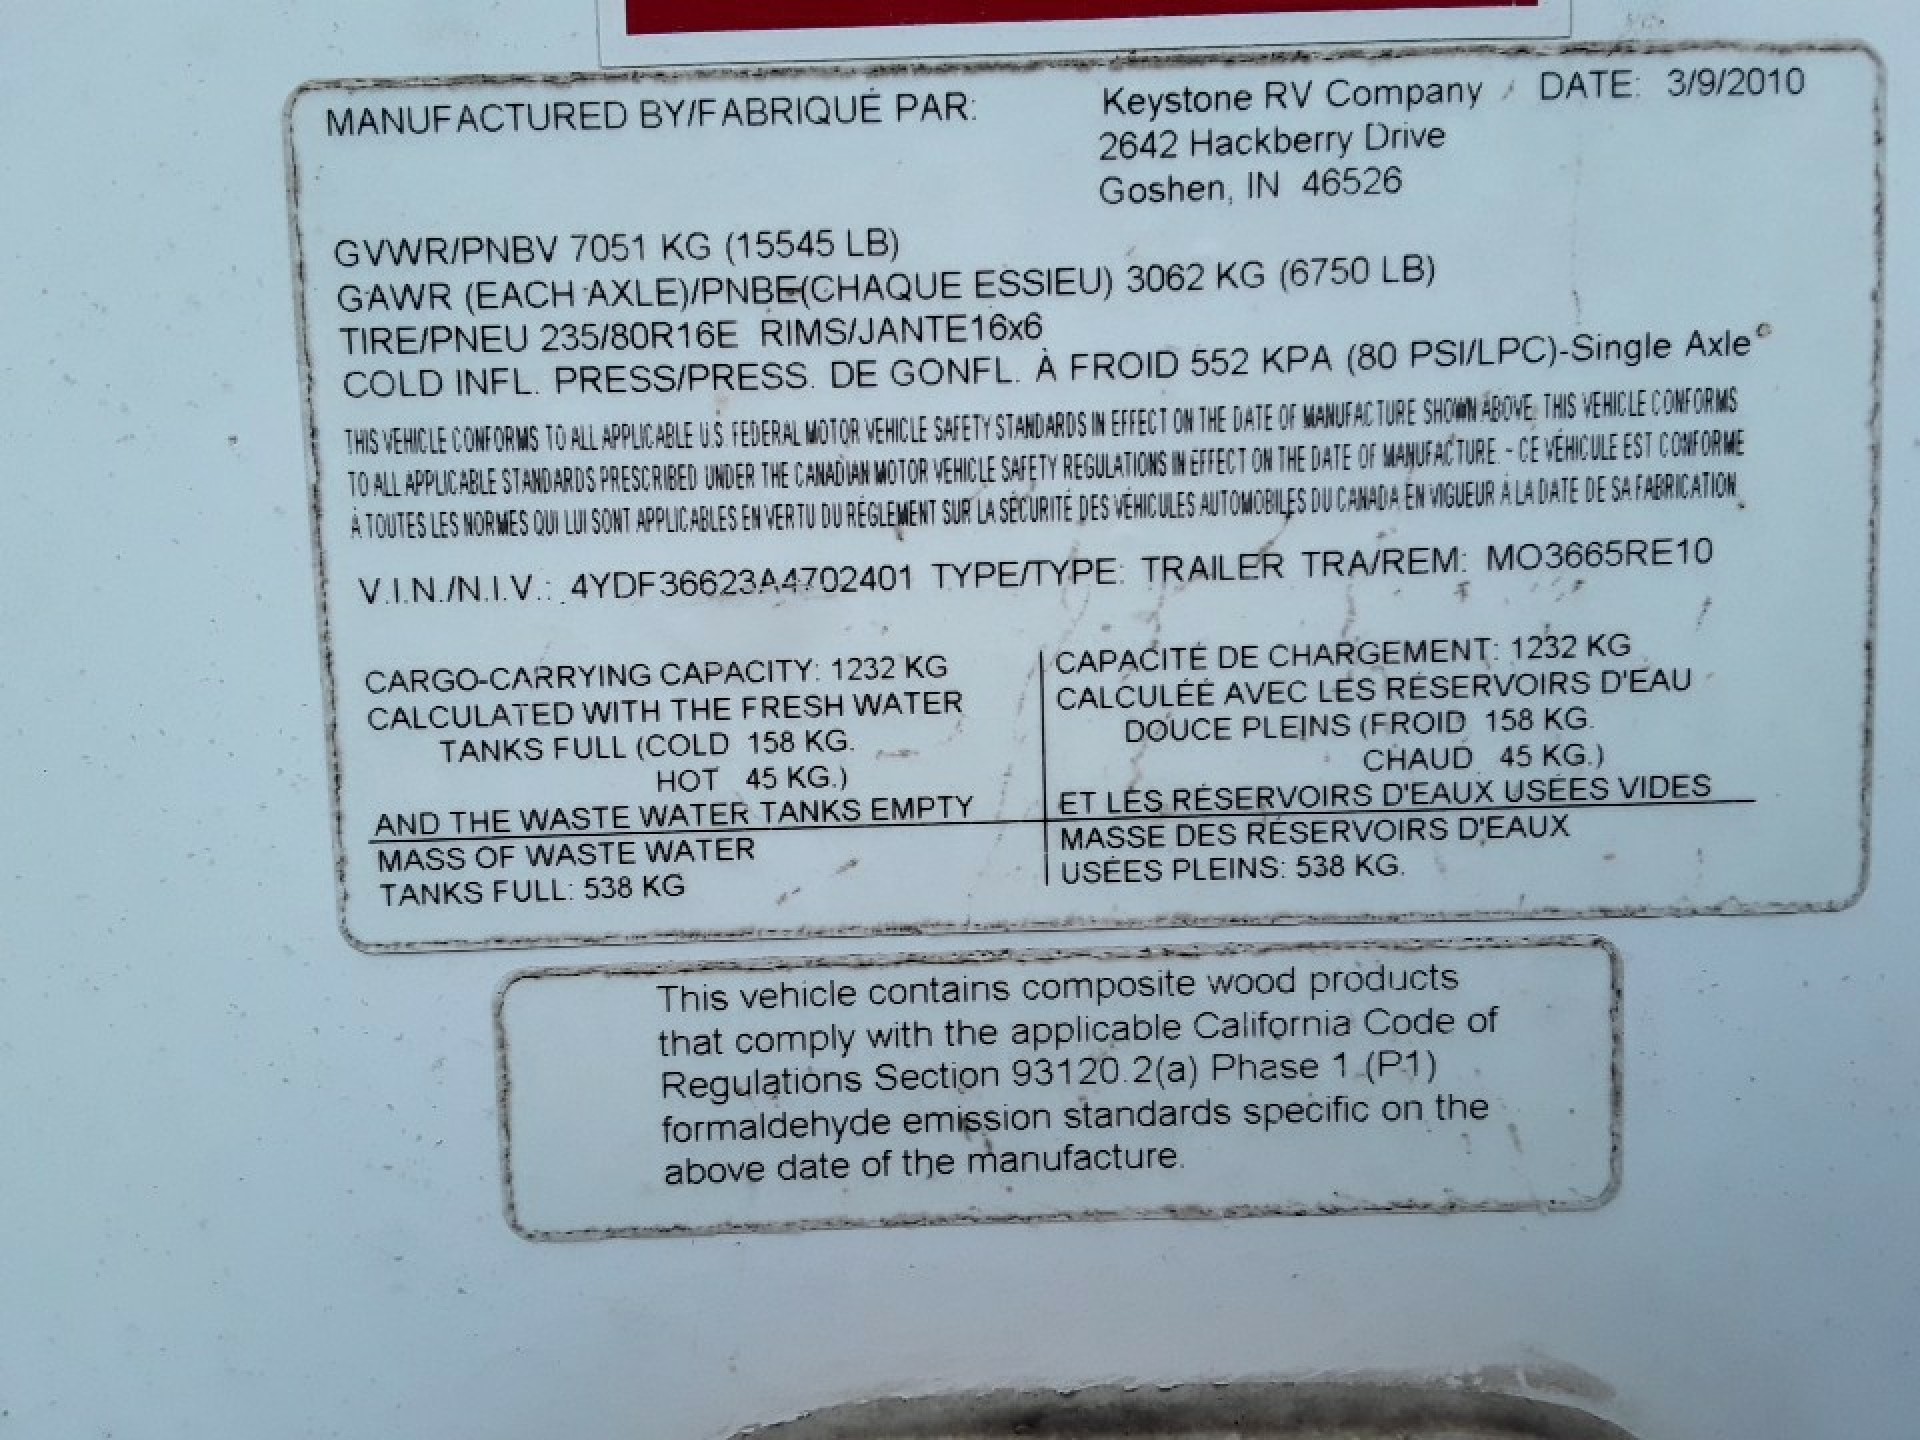 MANUFACTURED BY/FABRIQUÉ PAR: Keystone RV Company DATE: 3/9/2010
2642 Hackberry Drive
Goshen, IN 46526
GVWR/PNBV 7051 KG (15545 LB)
GAWR (EACH AXLE)/PNBE(CHAQUE ESSIEU) 3062 KG (6750 LB)
TIRE/PNEU 235/80R16E RIMS/JANTE16x6
COLD INFL. PRESS/PRESS. DE GONFL. À FROID 552 KPA (80 PSI/LPC)-Single Axle
THIS VEHICLE CONFORMS TO ALL APPLICABLE U.S. FEDERAL MOTOR VEHICLE SAFETY STANDARDS IN EFFECT ON THE DATE OF MANUFACTURE SHOWN ABOVE. THIS VEHICLE CONFORMS
TO ALL APPLICABLE STANDARDS PRESCRIBED UNDER THE CANADIAN MOTOR VEHICLE SAFETY REGULATIONS IN EFFECT ON THE DATE OF MANUFACTURE. - CE VÉHICULE EST CONFORME
À TOUTES LES NORMES QUI LUI SONT APPLICABLES EN VERTU DU RÉGLEMENT SUR LA SÉCURITÉ DES VÉHICULES AUTOMOBILES DU CANADA EN VIGUEUR À LA DATE DE SA FABRICATION.
V.I.N./N.I.V.: 4YDF36623A4702401 TYPE/TYPE: TRAILER TRA/REM: MO3665RE10
CARGO-CARRYING CAPACITY: 1232 KG
CALCULATED WITH THE FRESH WATER
TANKS FULL (COLD 158 KG.
HOT 45 KG.)
AND THE WASTE WATER TANKS EMPTY
MASS OF WASTE WATER
TANKS FULL: 538 KG
CAPACITÉ DE CHARGEMENT: 1232 KG
CALCULÉÉ AVEC LES RÉSERVOIRS D'EAU
DOUCE PLEINS (FROID 158 KG.
CHAUD 45 KG.)
ET LES RÉSERVOIRS D'EAUX USÉES VIDES
MASSE DES RÉSERVOIRS D'EAUX
USÉES PLEINS: 538 KG.
This vehicle contains composite wood products
that comply with the applicable California Code of
Regulations Section 93120.2(a) Phase 1 (P1)
formaldehyde emission standards specific on the
above date of the manufacture.